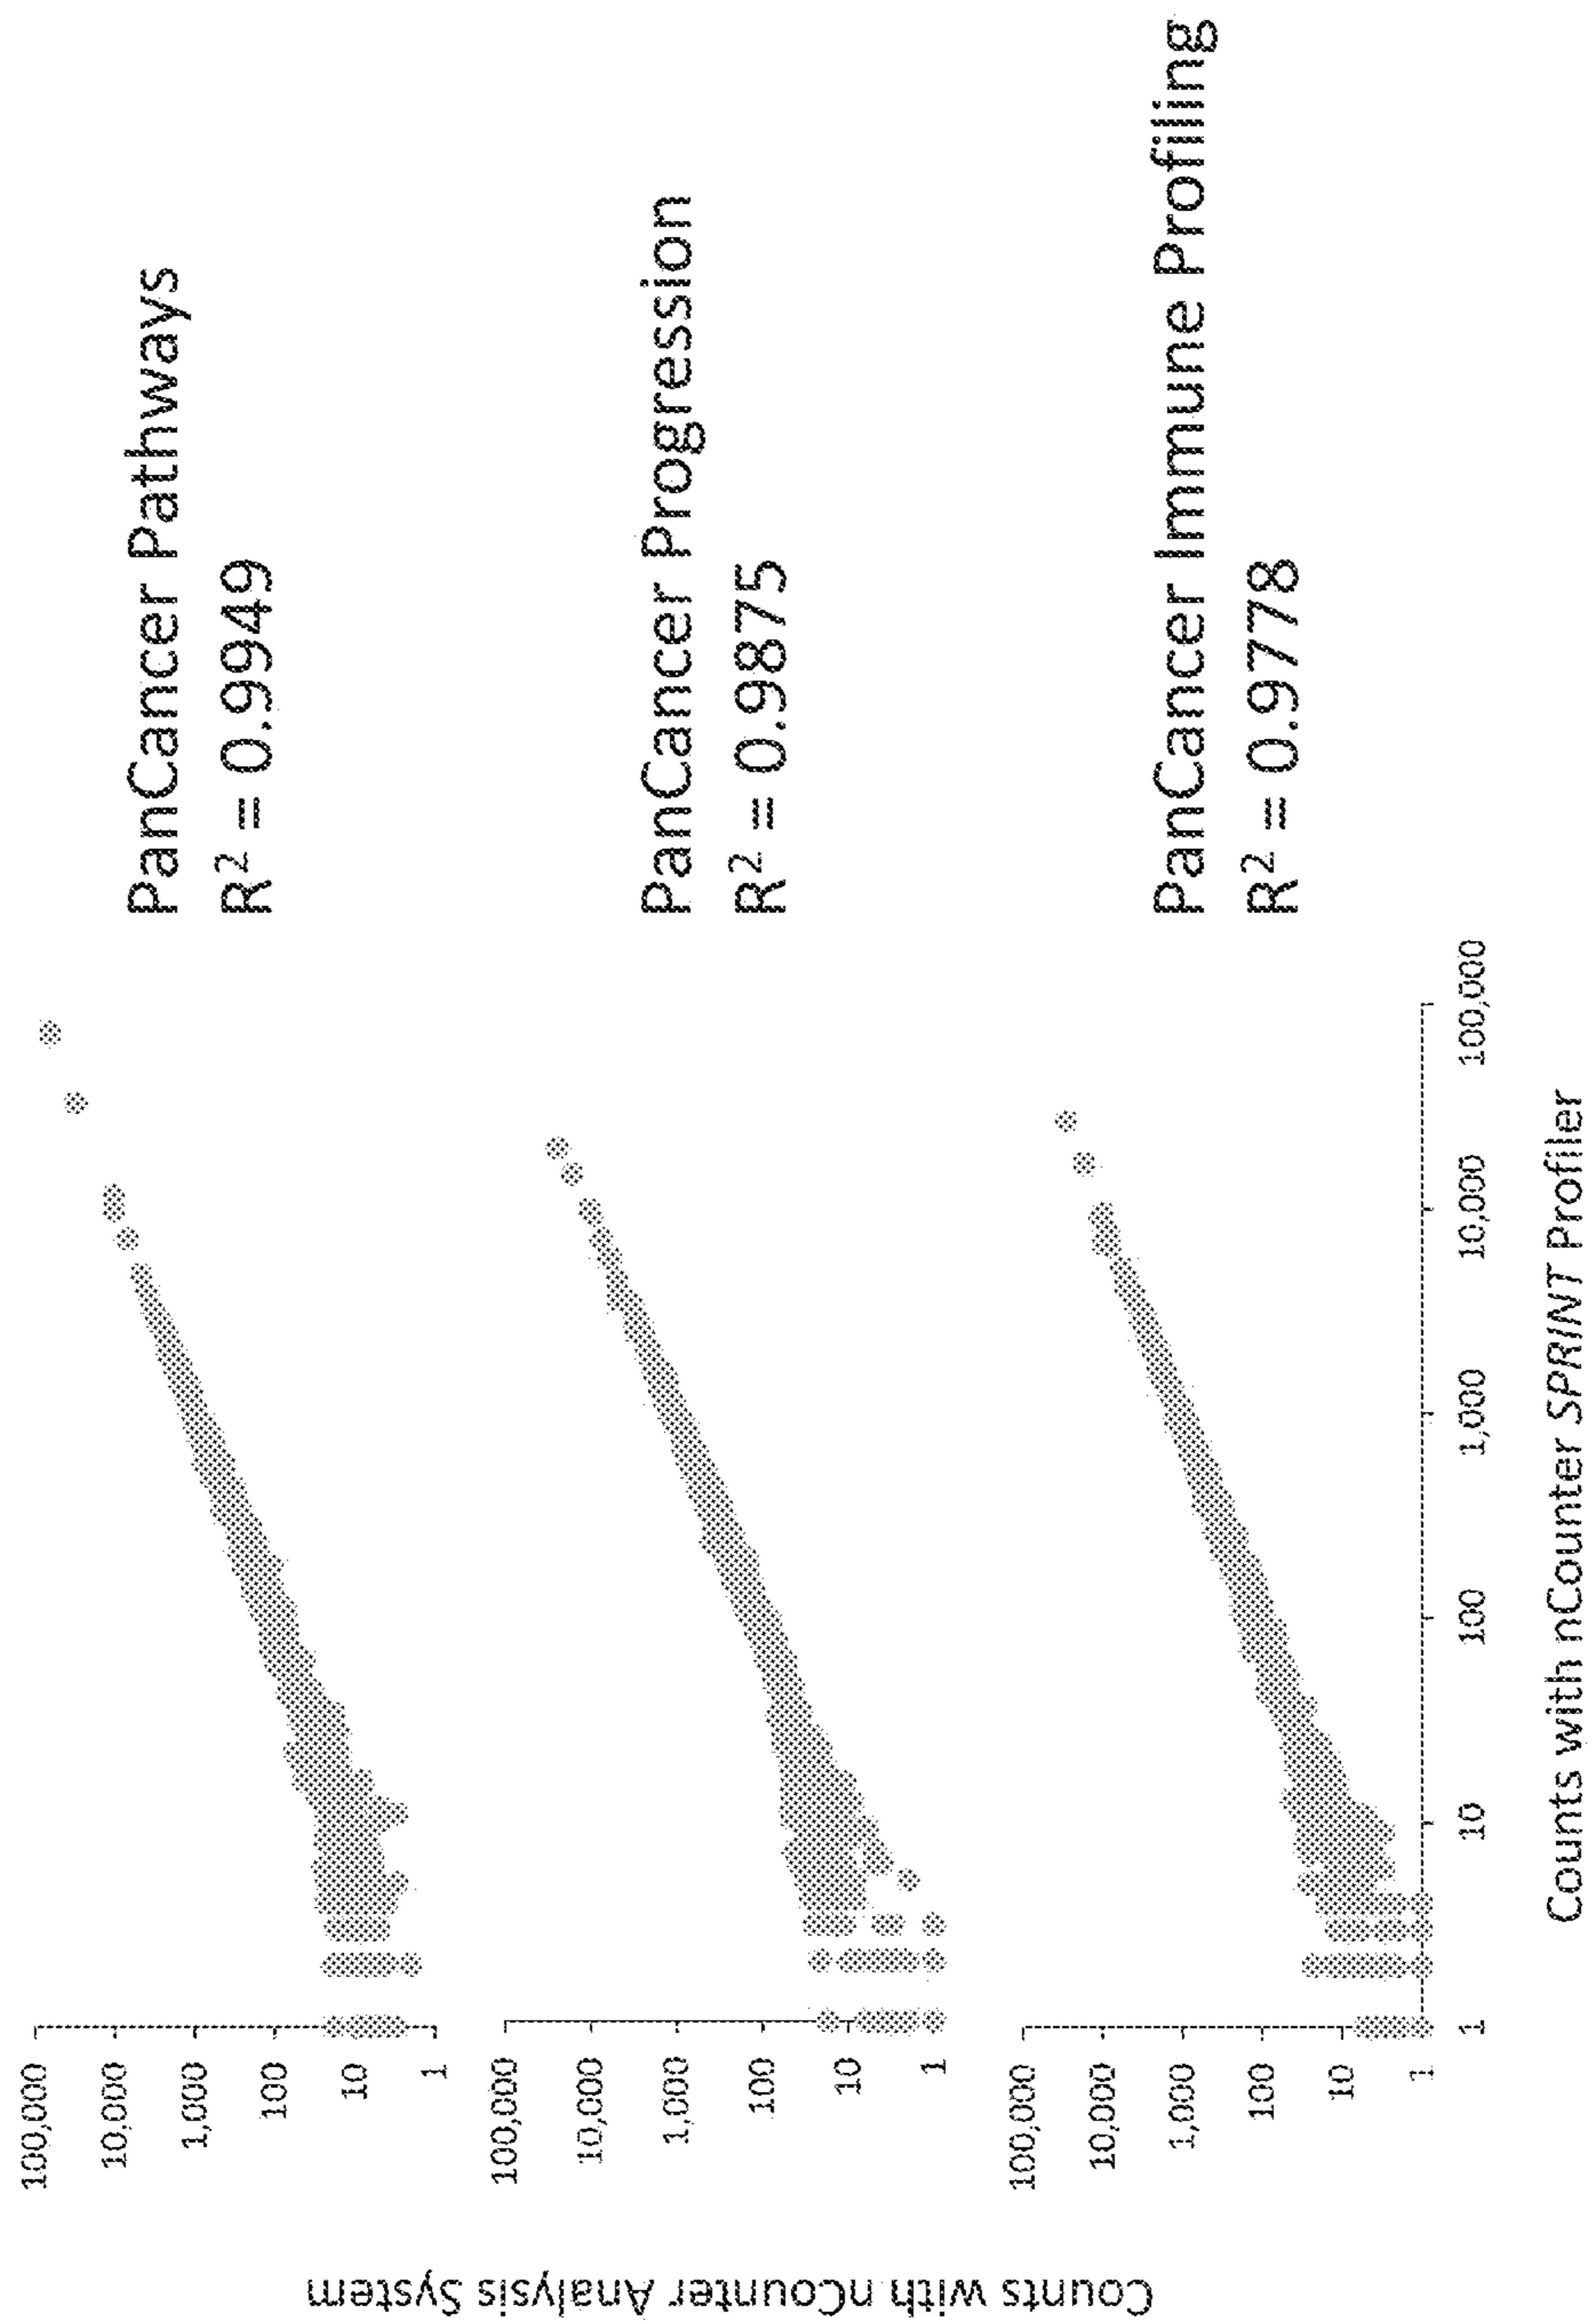 Counts with nCounter Analysis System
100,000
10,000
1,000
100
10
1
PanCancer Pathways
R² = 0.9949
100,000
10,000
1,000
100
10
1
PanCancer Progression
R² = 0.9875
100,000
10,000
1,000
100
10
1
PanCancer Immune Profiling
R² = 0.9778
1 10 100 1,000 10,000 100,000
Counts with nCounter SPRINT Profiler